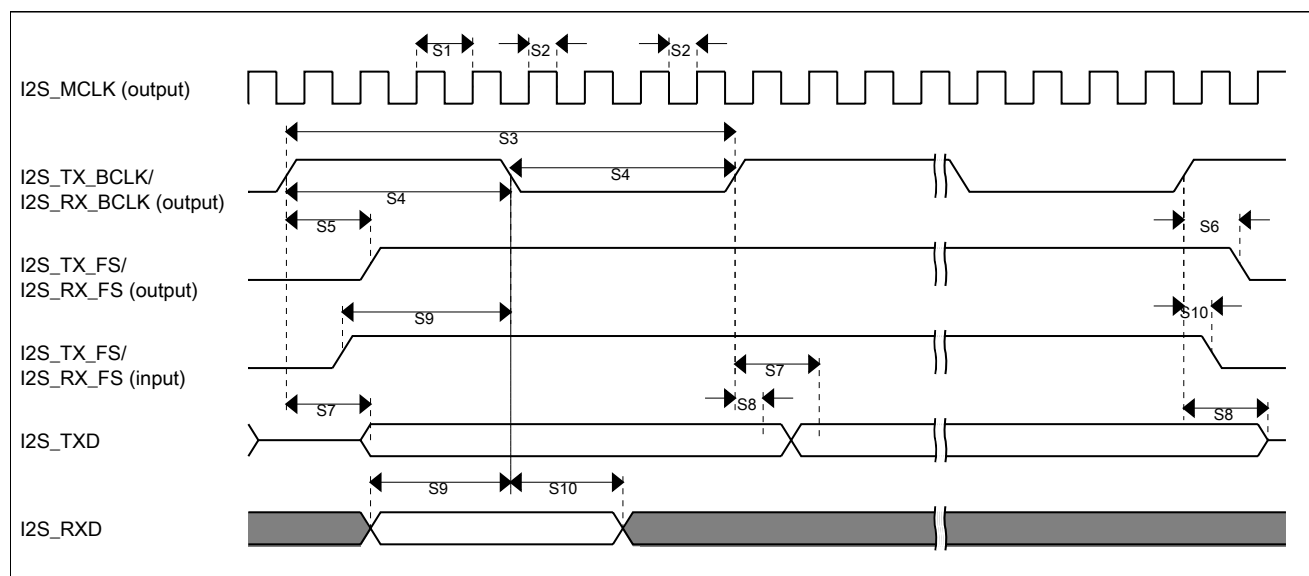 S1
S2
S2
I2S_MCLK (output)
S3
I2S_TX_BCLK/
I2S_RX_BCLK (output)
S4
S4
S5
S6
I2S_TX_FS/
I2S_RX_FS (output)
S9
S10
I2S_TX_FS/
I2S_RX_FS (input)
S7
S7
S8
S8
I2S_TXD
S9
S10
I2S_RXD